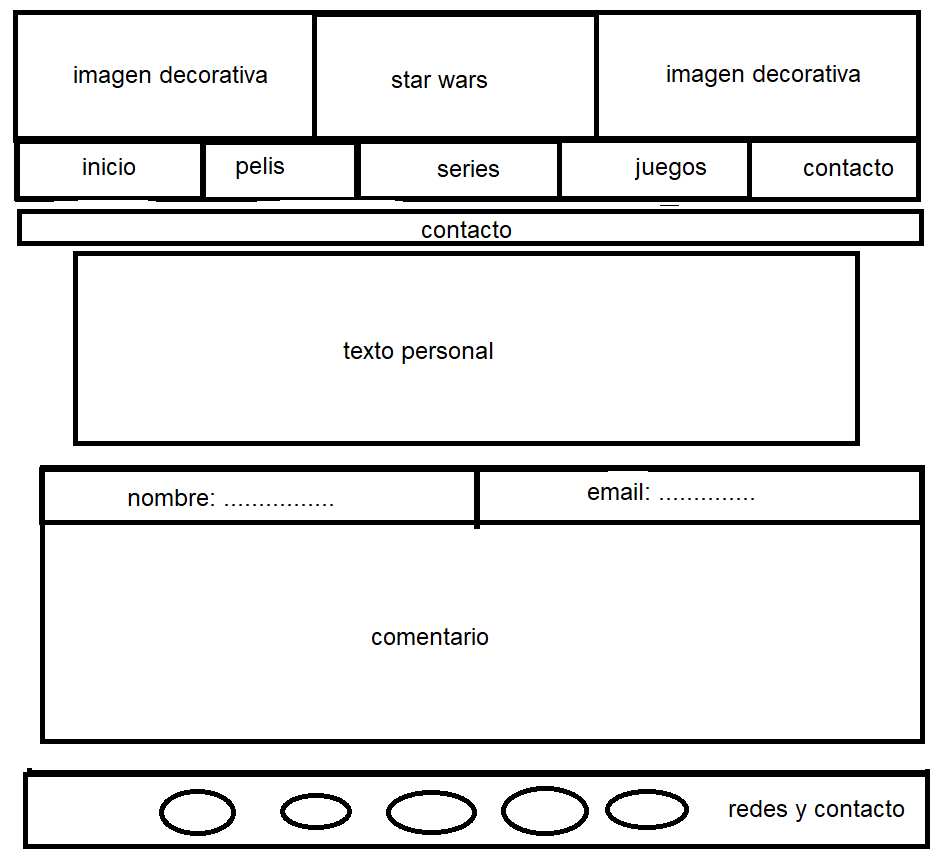 imagen decorativa
star wars
imagen decorativa
inicio
pelis
series
juegos
contacto
contacto
texto personal
nombre: ................
email: ..............
comentario
redes y contacto